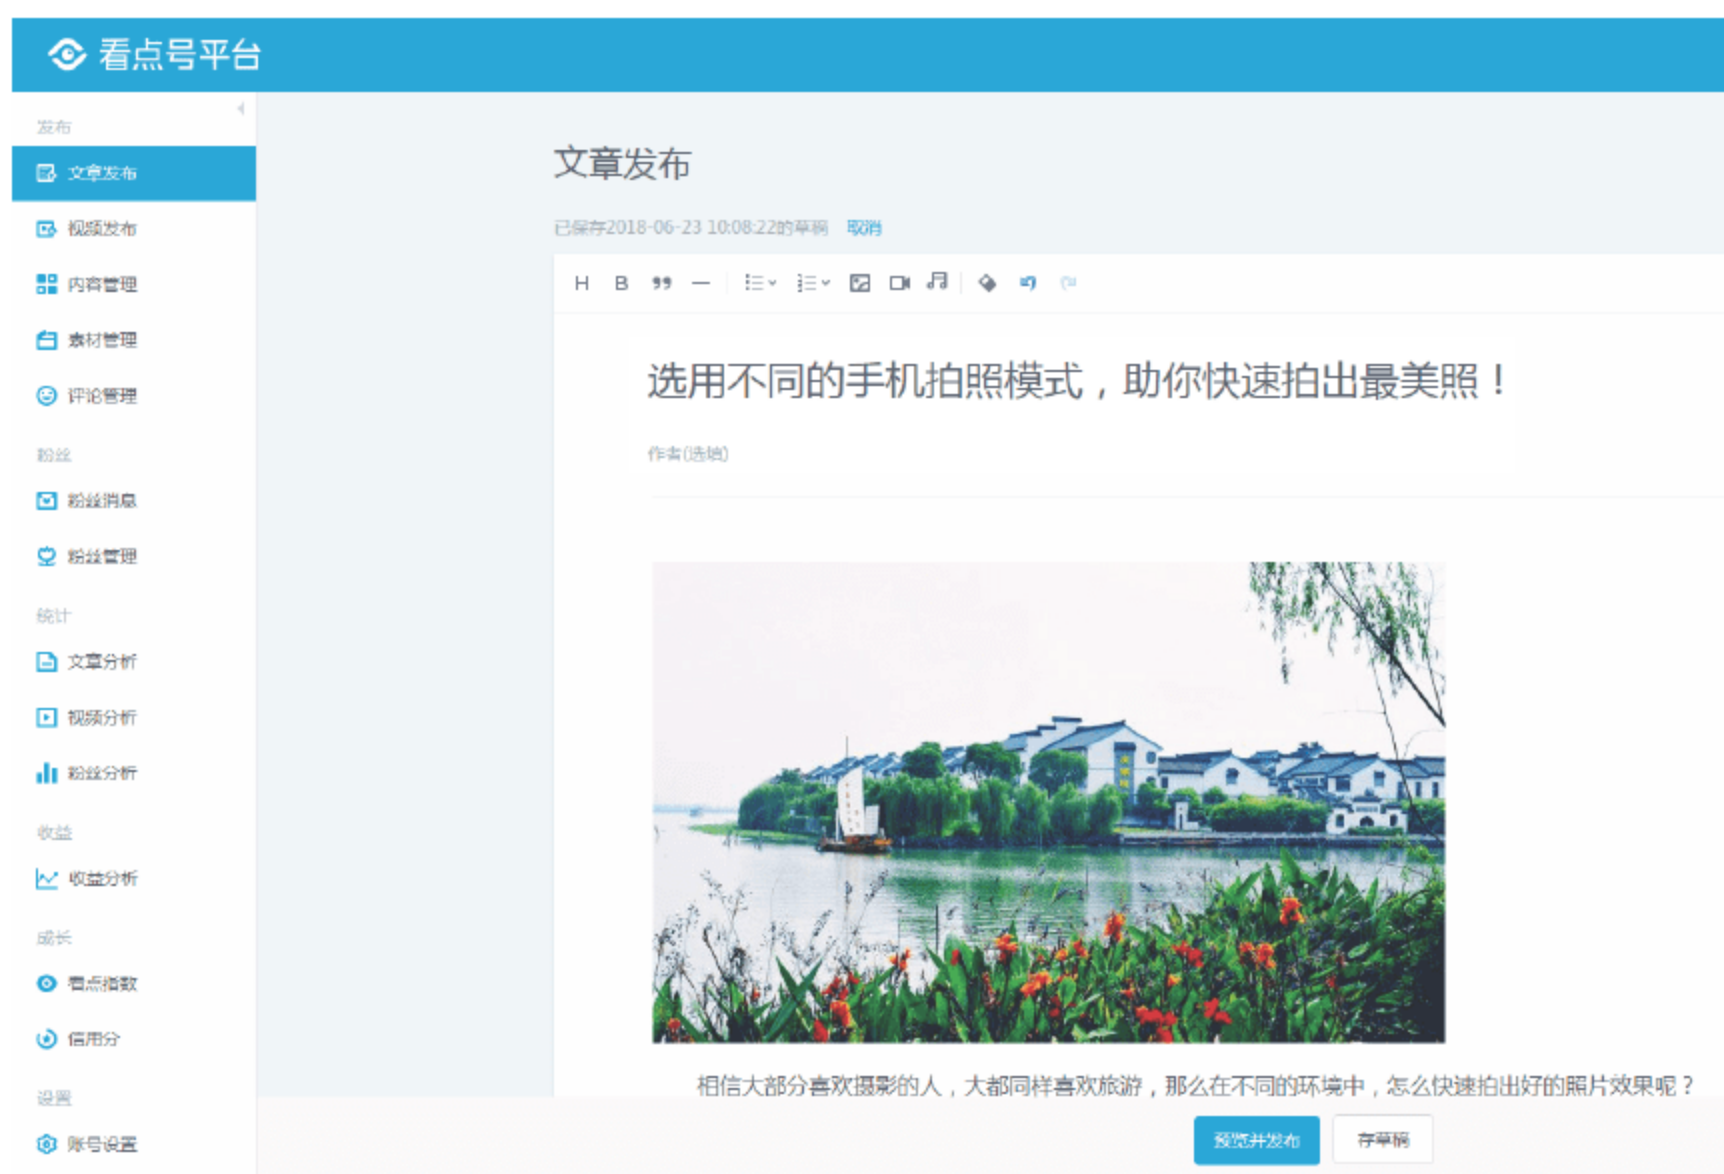 看点号平台
发布
文章发布
视频发布
内容管理
素材管理
评论管理
粉丝
粉丝消息
粉丝管理
统计
文章分析
视频分析
粉丝分析
收益
收益分析
成长
看点指数
信用分
设置
账号设置
文章发布
已保存2018-06-23 10:08:22的草稿 取消
H B
选用不同的手机拍照模式，助你快速拍出最美照！
作者(选填)
相信大部分喜欢摄影的人，大都同样喜欢旅游，那么在不同的环境中，怎么快速拍出好的照片效果呢？
预览并发布 存草稿